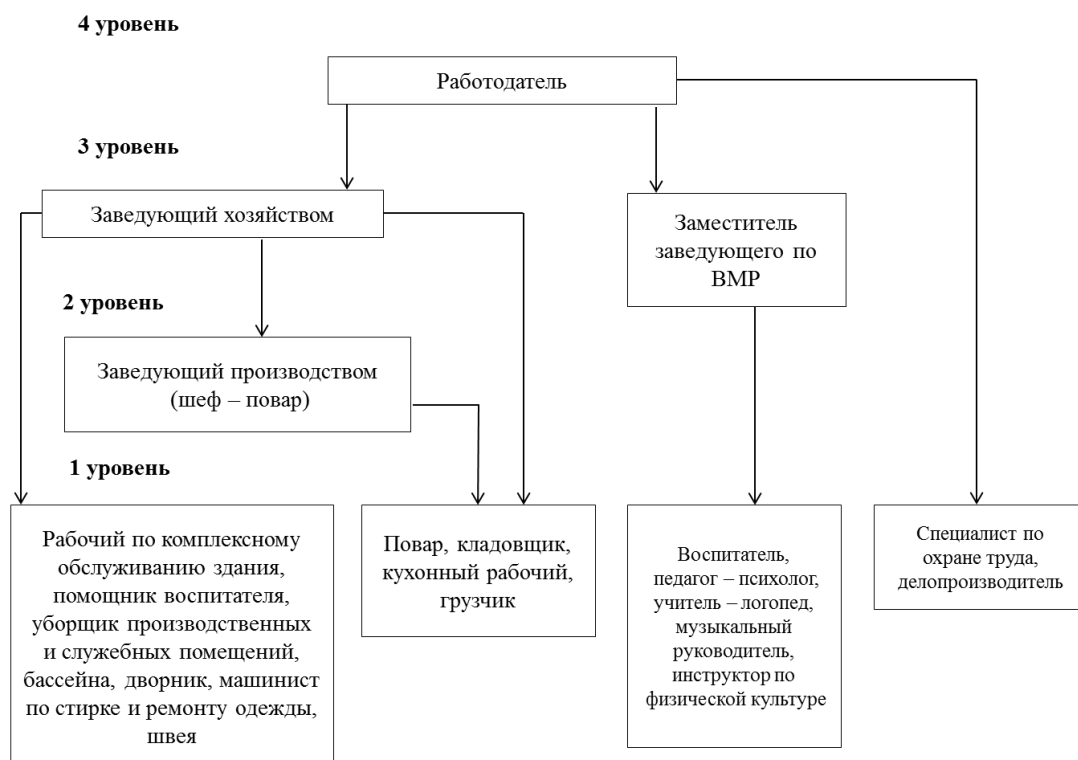 4 уровень
Работодатель
3 уровень
Заведующий хозяйством
Заместитель
заведующего по
ВМР
2 уровень
Заведующий производством
(шеф – повар)
1 уровень
Рабочий по комплексному
обслуживанию здания,
помощник воспитателя,
уборщик производственных
и служебных помещений,
бассейна, дворник, машинист
по стирке и ремонту одежды,
швея
Повар, кладовщик,
кухонный рабочий,
грузчик
Воспитатель,
педагог – психолог,
учитель – логопед,
музыкальный
руководитель,
инструктор по
физической культуре
Специалист по
охране труда,
делопроизводитель